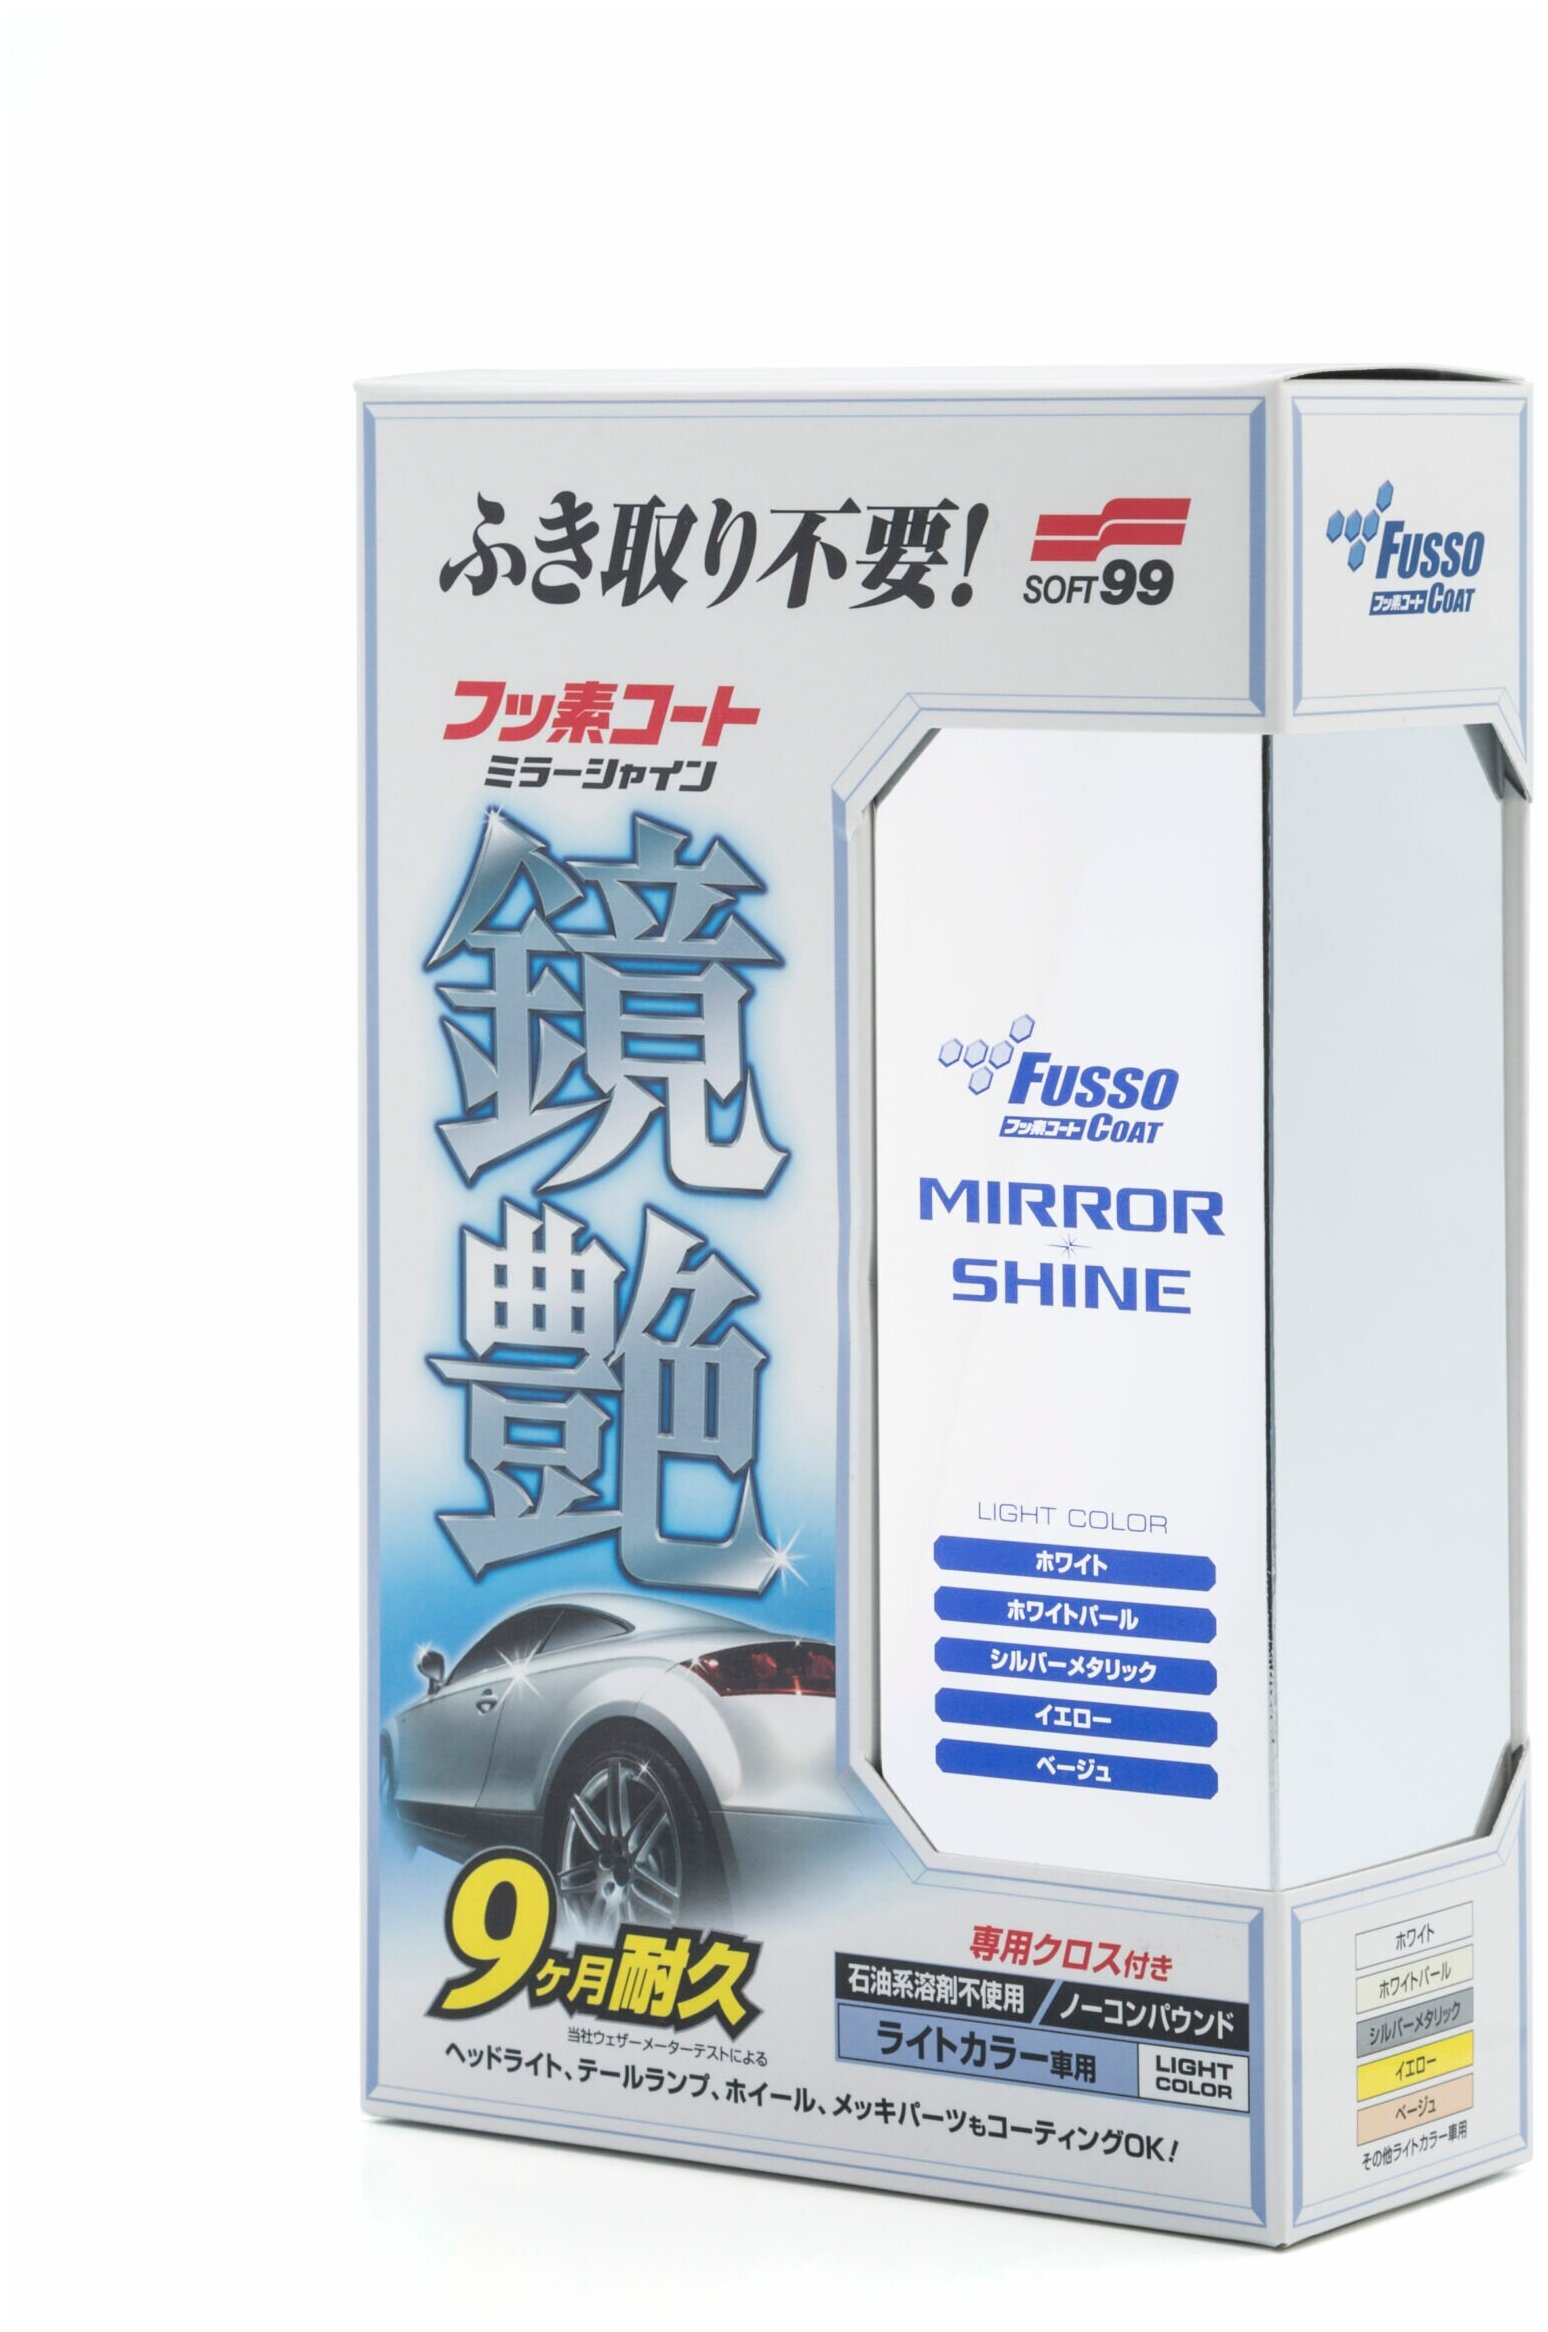 ふき取り不要!
SOFT99
フッ素コート
ミラーシャイン
鏡艶
9ヶ月耐久
当社ウェザーメーターテストによる
ヘッドライト、テールランプ、ホイール、メッキパーツもコーティングOK!
FUSSO
フッ素コート COAT
MIRROR
SHINE
LIGHT COLOR
ホワイト
ホワイトパール
シルバーメタリック
イエロー
ベージュ
専用クロス付き
石油系溶剤不使用/ノーコンパウンド
ライトカラー車用
LIGHT
COLOR
FUSSO
フッ素コート COAT
ホワイト
ホワイトパール
シルバーメタリック
イエロー
ベージュ
その他ライトカラー車用